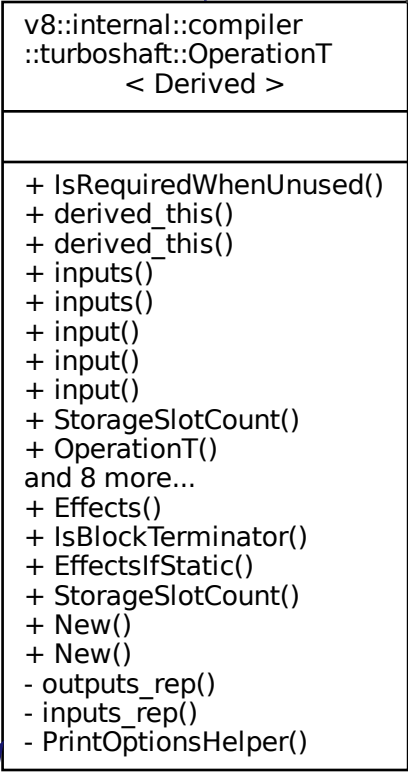 v8::internal::compiler
::turboshaft::OperationT
< Derived >
+ IsRequiredWhenUnused()
+ derived_this()
+ derived_this()
+ inputs()
+ inputs()
+ input()
+ input()
+ input()
+ StorageSlotCount()
+ OperationT()
and 8 more...
+ Effects()
+ IsBlockTerminator()
+ EffectsIfStatic()
+ StorageSlotCount()
+ New()
+ New()
- outputs_rep()
- inputs_rep()
- PrintOptionsHelper()